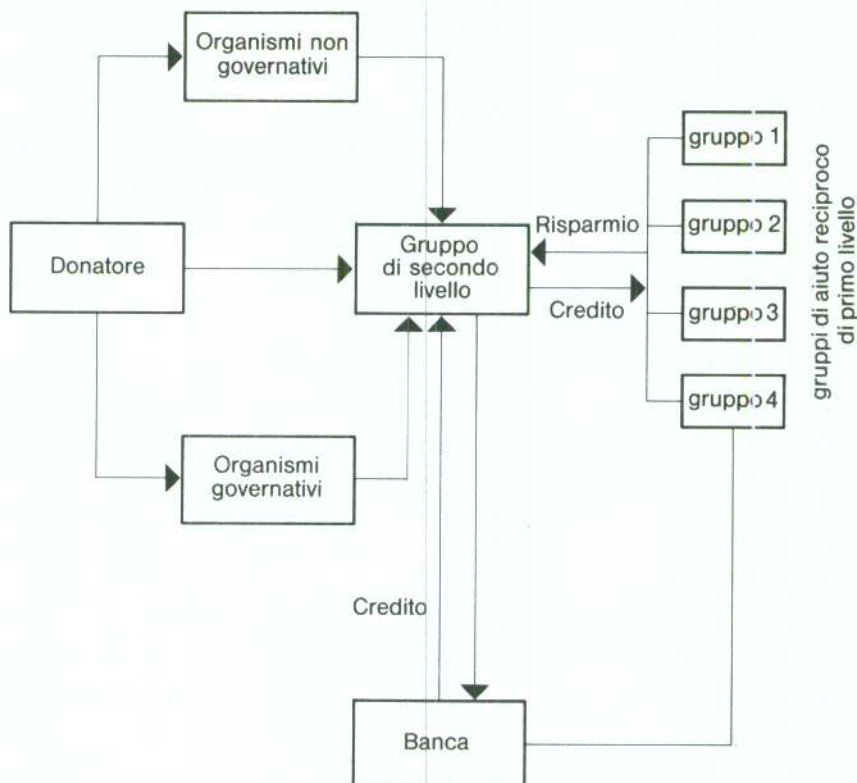 Organismi non
governativi
gruppo 1
Risparmio
gruppo 2
Donatore
Gruppo
di secondo
livello
Credito
gruppo 3
gruppo 4
gruppi di aiuto reciproco
di primo livello
Organismi
governativi
Credito
Banca